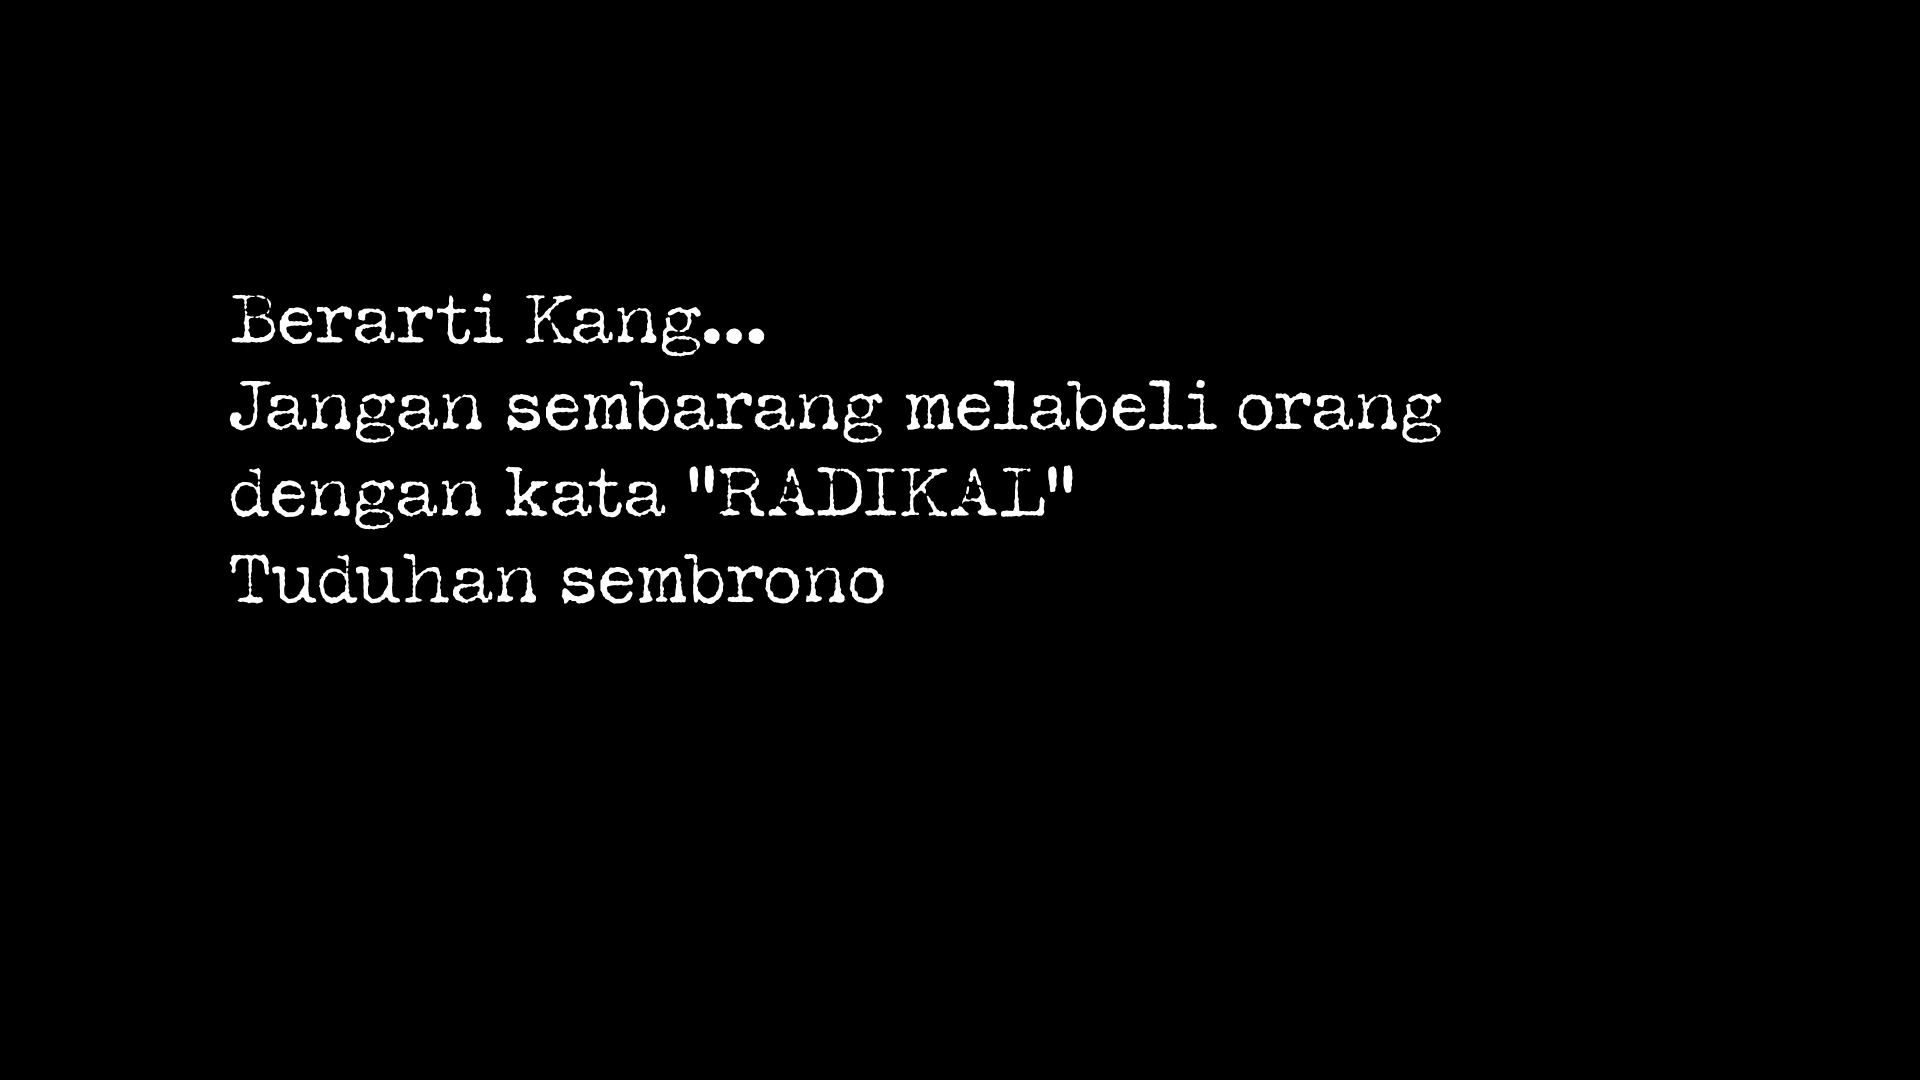 Berarti Kang...
Jangan sembarang melabeli orang
dengan kata "RADIKAL"
Tuduhan sembrono